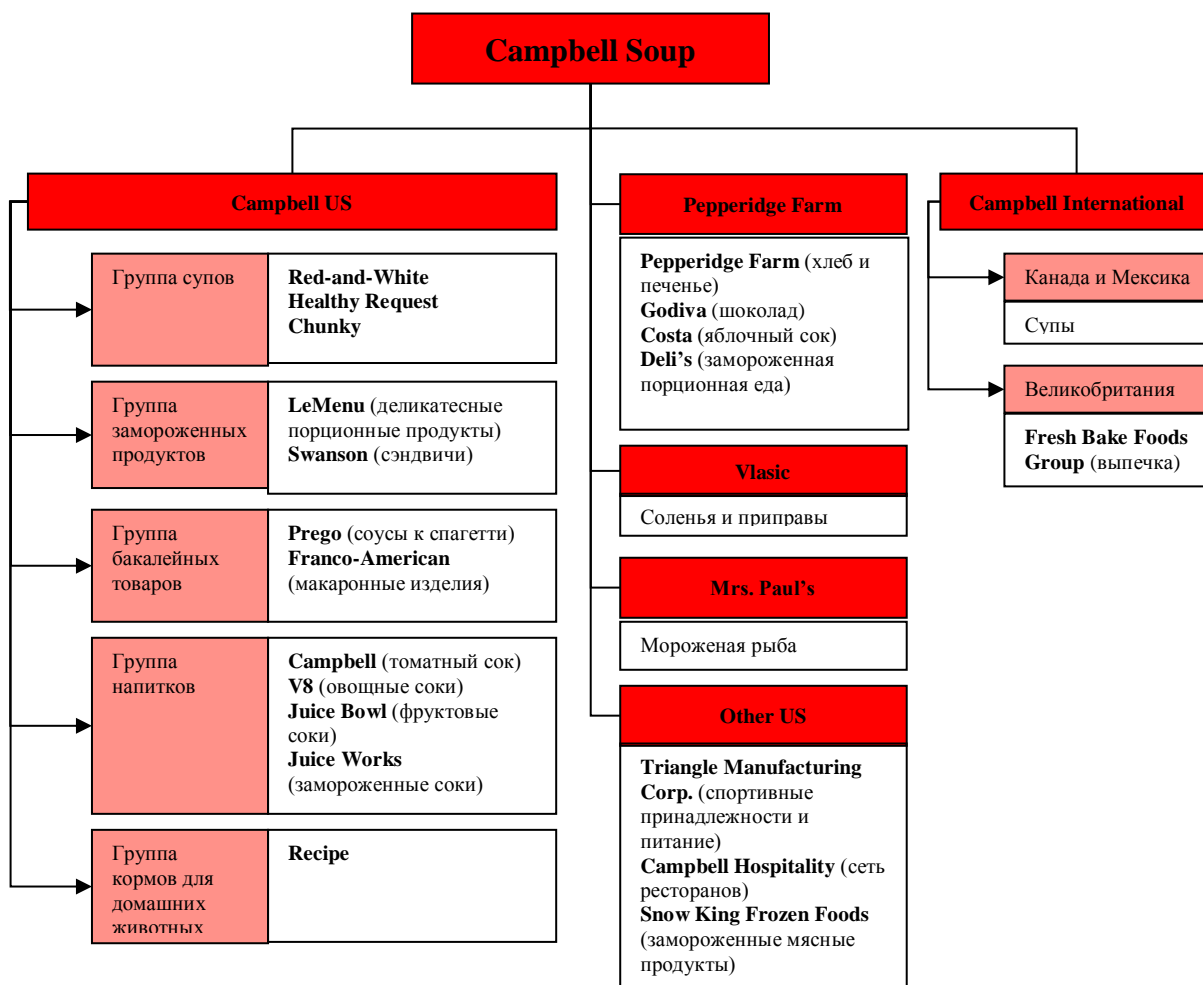 Campbell Soup
Campbell US
Группа супов
Red-and-White
Healthy Request
Chunky
Группа
замороженных
продуктов
LeMenu (деликатесные
порционные продукты)
Swanson (сэндвичи)
Группа
бакалейных
товаров
Prego (соусы к спагетти)
Franco-American
(макаронные изделия)
Группа
напитков
Campbell (томатный сок)
V8 (овощные соки)
Juice Bowl (фруктовые
соки)
Juice Works
(замороженные соки)
Группа
кормов для
домашних
животных
Recipe
Pepperidge Farm
Pepperidge Farm (хлеб и
печенье)
Godiva (шоколад)
Costa (яблочный сок)
Deli’s (замороженная
порционная еда)
Vlasic
Соленья и приправы
Mrs. Paul’s
Мороженая рыба
Other US
Triangle Manufacturing
Corp. (спортивные
принадлежности и
питание)
Campbell Hospitality (сеть
ресторанов)
Snow King Frozen Foods
(замороженные мясные
продукты)
Campbell International
Канада и Мексика
Супы
Великобритания
Fresh Bake Foods
Group (выпечка)